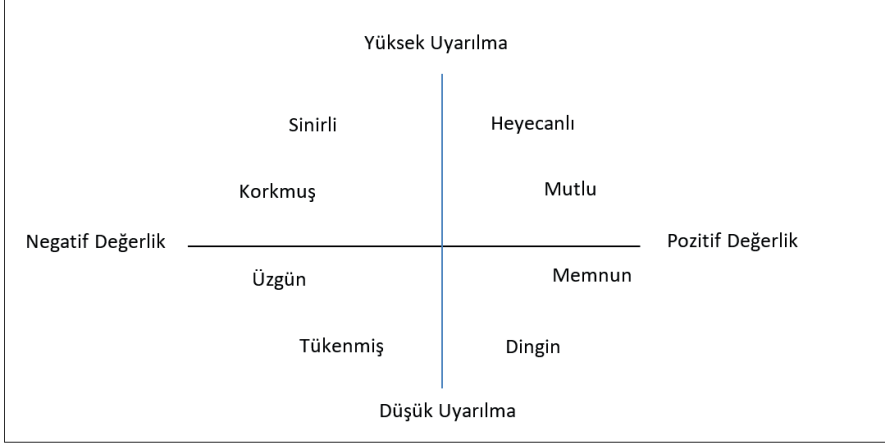 Yüksek Uyarılma
Sinirli
Heyecanlı
Korkmuş
Mutlu
Negatif Değerlik
Pozitif Değerlik
Üzgün
Memnun
Tükenmiş
Dingin
Düşük Uyarılma